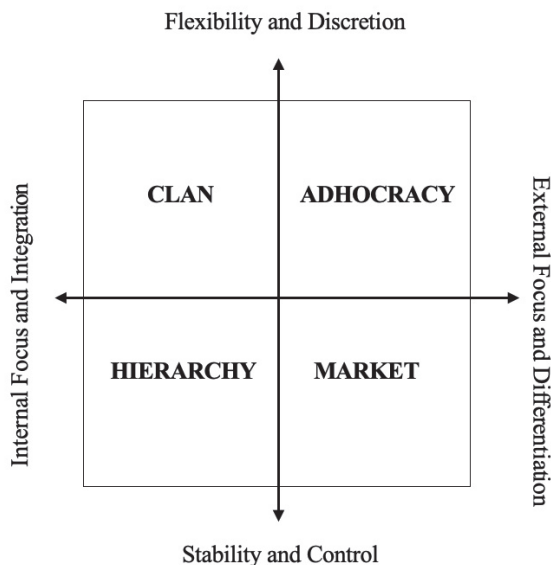 Flexibility and Discretion
CLAN
ADHOCRACY
Internal Focus and Integration
External Focus and Differentiation
HIERARCHY
MARKET
Stability and Control